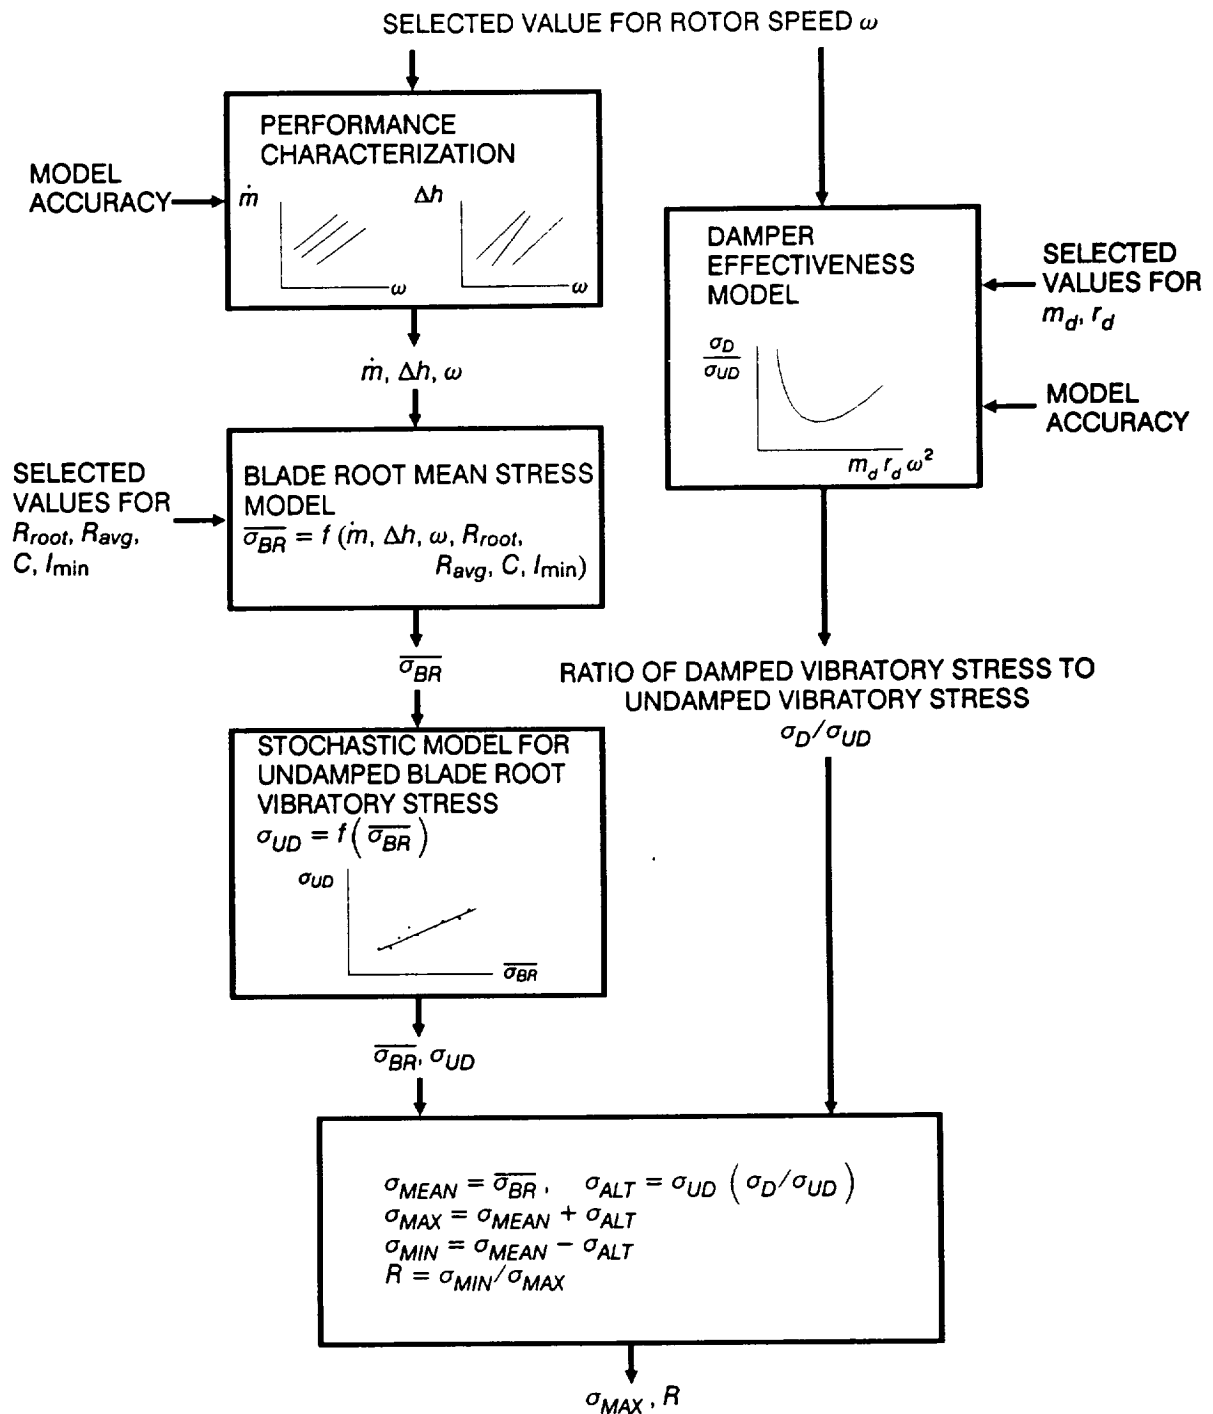 SELECTED VALUE FOR ROTOR SPEED ω
PERFORMANCE
CHARACTERIZATION
MODEL
ACCURACY
ṁ
Δh
ω
ω
ṁ, Δh, ω
DAMPER
EFFECTIVENESS
MODEL
σ_D
σ_UD
m_d r_d ω²
SELECTED
VALUES FOR
m_d, r_d
MODEL
ACCURACY
SELECTED
VALUES FOR
R_root, R_avg,
C, I_min
BLADE ROOT MEAN STRESS
MODEL
σ̅_BR̅ = f (ṁ, Δh, ω, R_root,
R_avg, C, I_min)
σ̅_BR̅
RATIO OF DAMPED VIBRATORY STRESS TO
UNDAMPED VIBRATORY STRESS
σ_D/σ_UD
STOCHASTIC MODEL FOR
UNDAMPED BLADE ROOT
VIBRATORY STRESS
σ_UD = f( σ̅_BR̅ )
σ_UD
σ̅_BR̅
σ̅_BR̅, σ_UD
σ_MEAN = σ̅_BR̅, σ_ALT = σ_UD ( σ_D/σ_UD )
σ_MAX = σ_MEAN + σ_ALT
σ_MIN = σ_MEAN − σ_ALT
R = σ_MIN/σ_MAX
σ_MAX, R